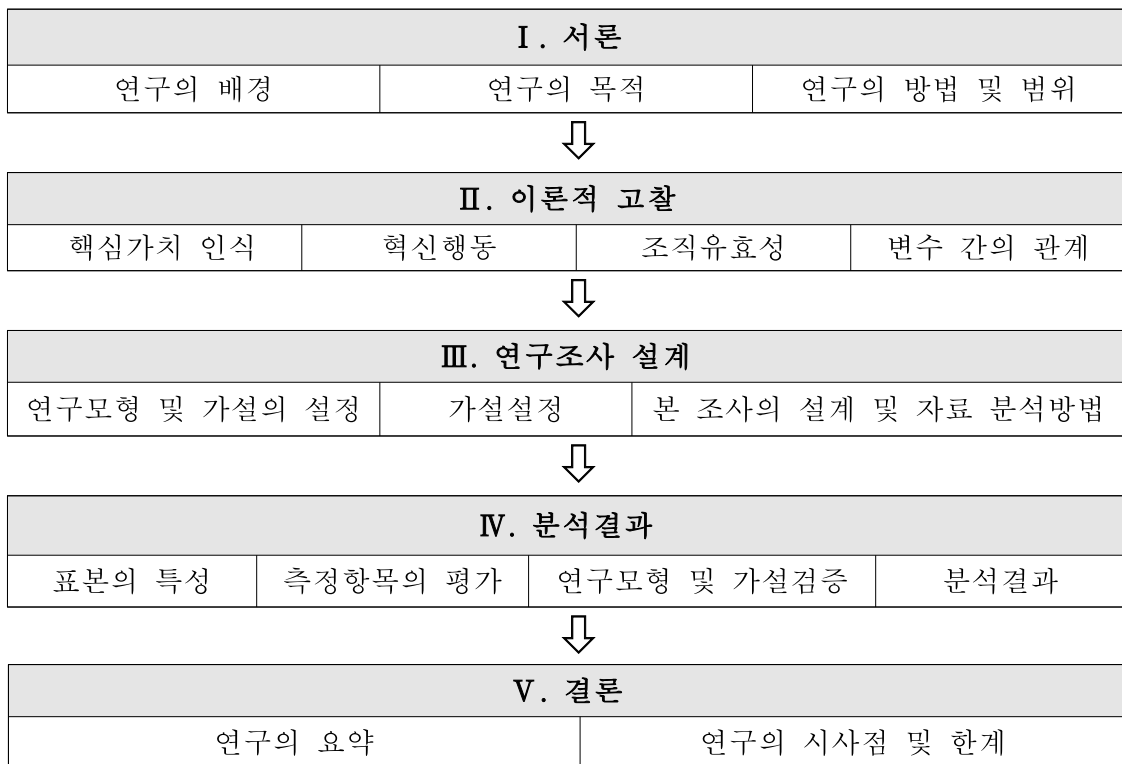 Ⅰ. 서론
연구의 배경 연구의 목적 연구의 방법 및 범위
Ⅱ. 이론적 고찰
핵심가치 인식 혁신행동 조직유효성 변수 간의 관계
Ⅲ. 연구조사 설계
연구모형 및 가설의 설정 가설설정 본 조사의 설계 및 자료 분석방법
Ⅳ. 분석결과
표본의 특성 측정항목의 평가 연구모형 및 가설검증 분석결과
Ⅴ. 결론
연구의 요약 연구의 시사점 및 한계